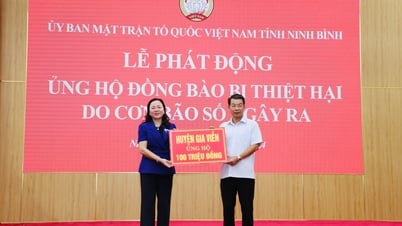 ỦY BAN MẶT TRẬN TỔ QUỐC VIỆT NAM TỈNH NINH BÌNH
LỄ PHÁT ĐỘNG
ỦNG HỘ ĐỒNG BÀO BỊ THIỆT HẠI
DO CƠN BÃO SỐ GÂY RA
HUYỆN GIA VIỄN
ỦNG HỘ
100 TRIỆU ĐỒNG